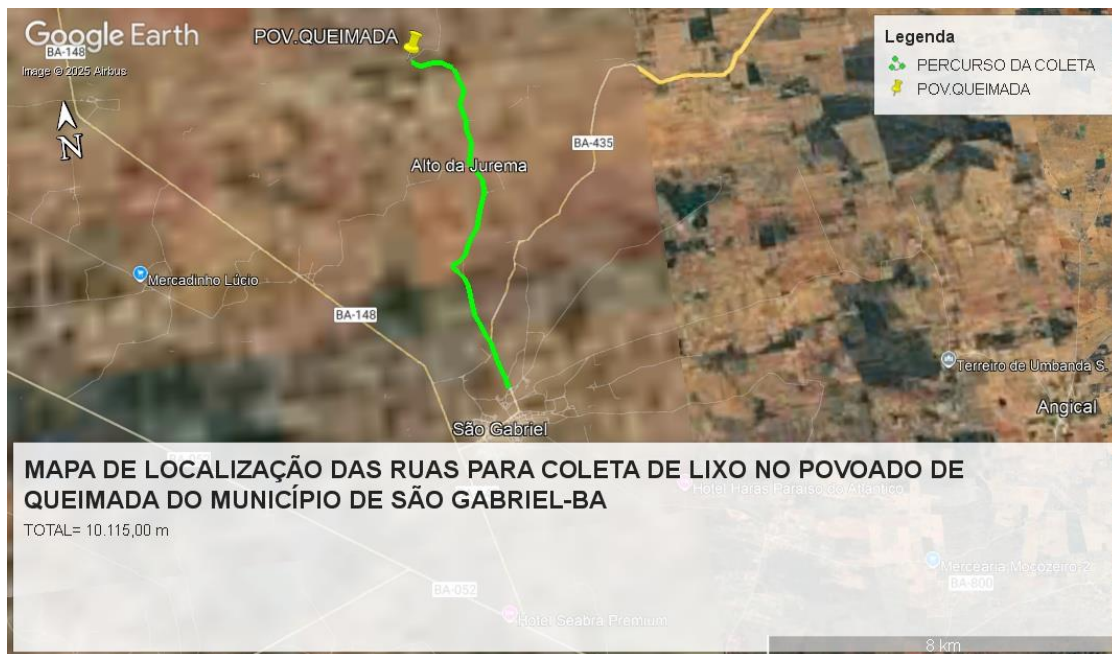 Google Earth
BA-148
Image © 2025 Airbus
POV.QUEIMADA
Legenda
PERCURSO DA COLETA
POV.QUEIMADA
N
BA-435
Alto da Jurema
Mercadinho Lúcio
BA-148
Terreiro de Umbanda S...
Angical
São Gabriel
MAPA DE LOCALIZAÇÃO DAS RUAS PARA COLETA DE LIXO NO POVOADO DE
QUEIMADA DO MUNICÍPIO DE SÃO GABRIEL-BA
Hotel Haras Paraíso do Atlântico
TOTAL= 10.115,00 m
Mercearia Moçozeiro 2
BA-052
BA-800
Hotel Seabra Premium
8 km